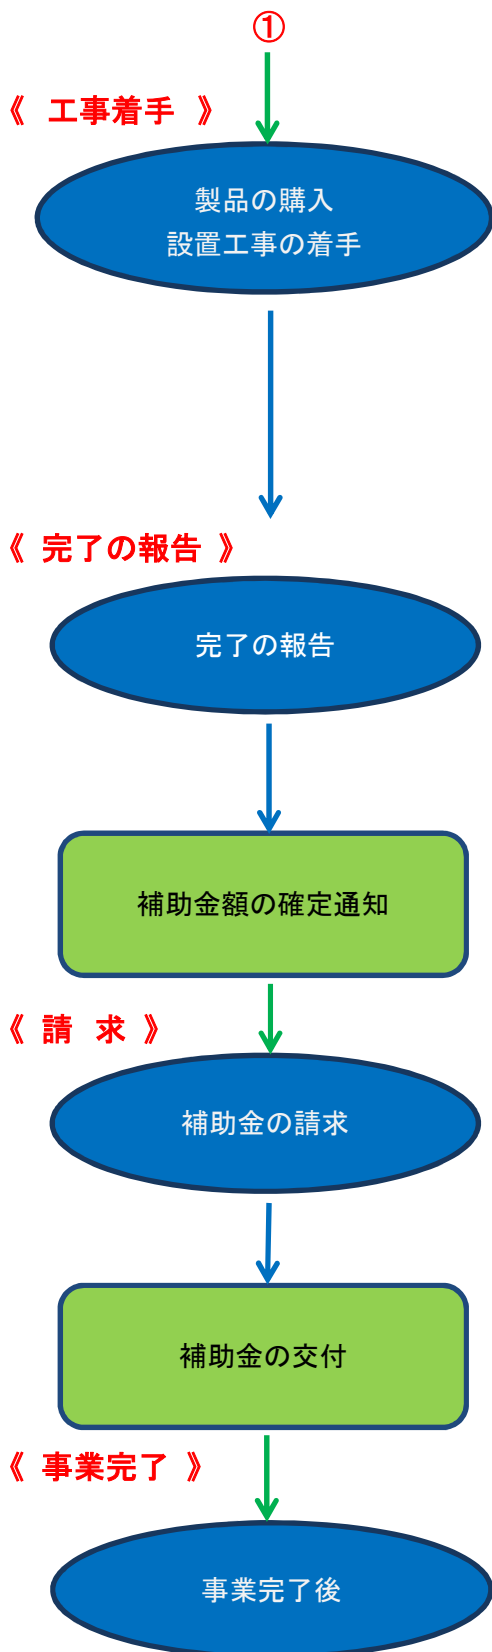 ①
《 工事着手 》
製品の購入
設置工事の着手
《 完了の報告 》
完了の報告
補助金額の確定通知
《 請 求 》
補助金の請求
補助金の交付
《 事業完了 》
事業完了後